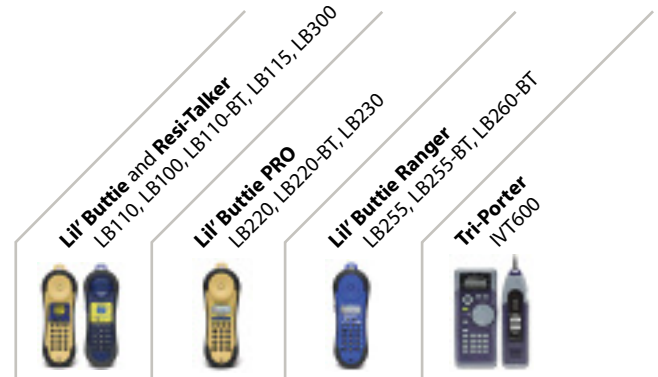 Lil' Buttie and Resi-Talker
LB110, LB100, LB110-BT, LB115, LB300
Lil' Buttie PRO
LB220, LB220-BT, LB230
Lil' Buttie Ranger
LB255, LB255-BT, LB260-BT
Tri-Porter
IVT600